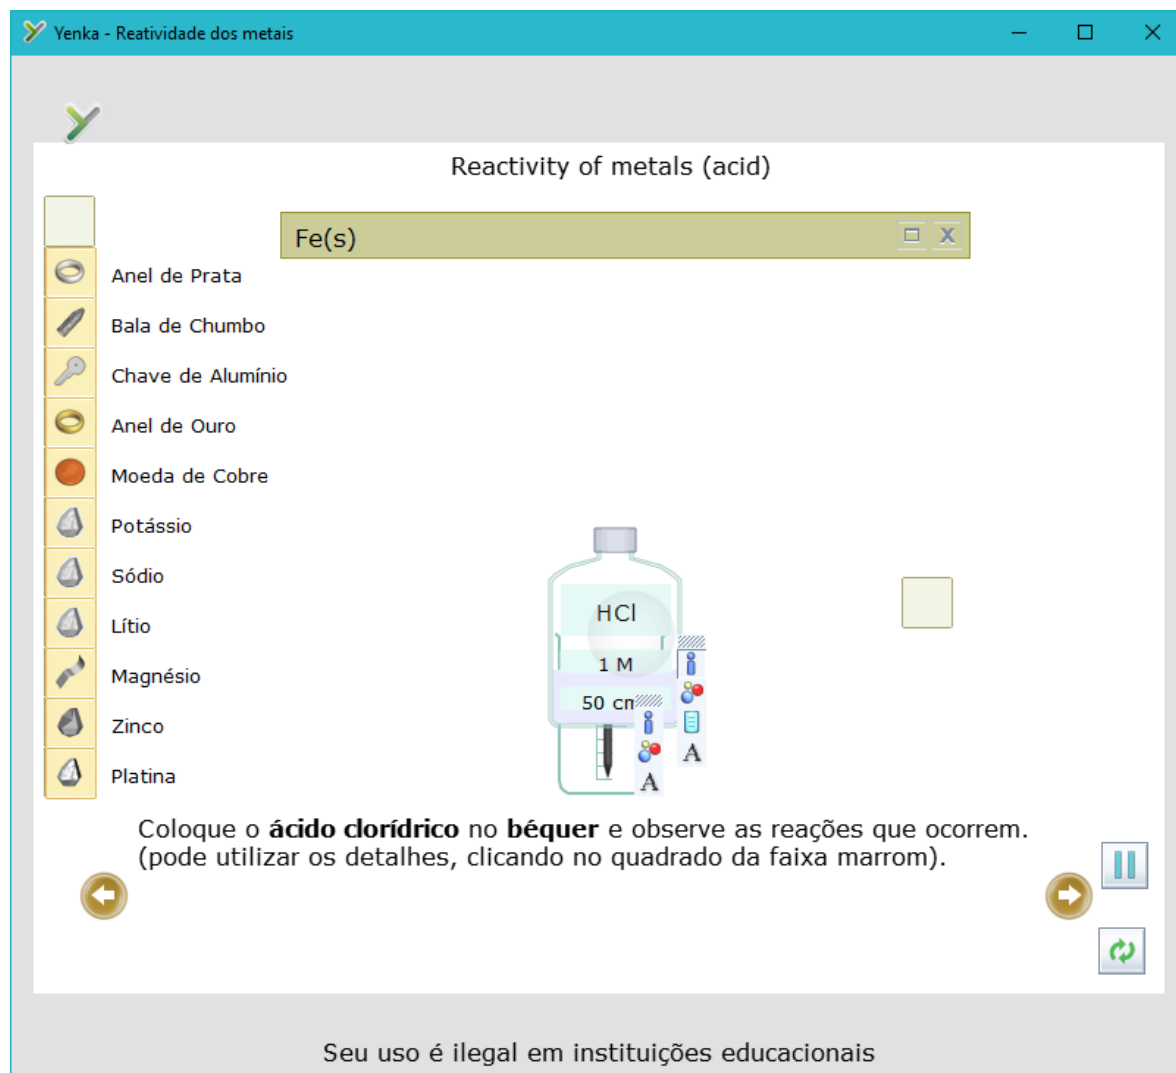 Yenka - Reatividade dos metais
Reactivity of metals (acid)
Fe(s)
Anel de Prata
Bala de Chumbo
Chave de Alumínio
Anel de Ouro
Moeda de Cobre
Potássio
Sódio
Lítio
Magnésio
Zinco
Platina
HCl
1 M
50 cm
A
A
Coloque o ácido clorídrico no béquer e observe as reações que ocorrem.
(pode utilizar os detalhes, clicando no quadrado da faixa marrom).
Seu uso é ilegal em instituições educacionais